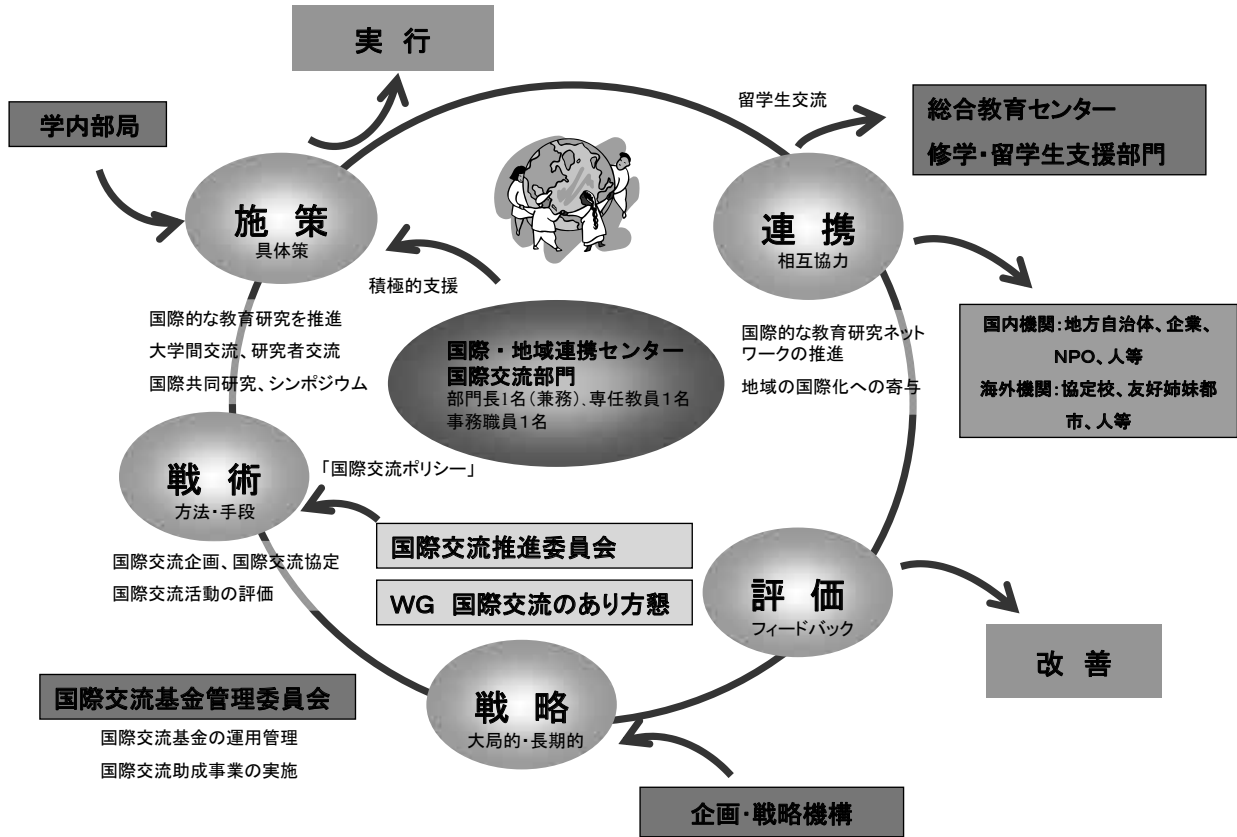 実 行
学内部局
留学生交流
総合教育センター
修学・留学生支援部門
施 策
具体策
連 携
相互協力
積極的支援
国際的な教育研究を推進
大学間交流、研究者交流
国際共同研究、シンポジウム
国際・地域連携センター
国際交流部門
部門長1名(兼務)、専任教員1名
事務職員1名
国際的な教育研究ネット
ワークの推進
地域の国際化への寄与
国内機関:地方自治体、企業、
NPO、人等
海外機関:協定校、友好姉妹都
市、人等
戦 術
方法・手段
「国際交流ポリシー」
国際交流企画、国際交流協定
国際交流活動の評価
国際交流推進委員会
WG 国際交流のあり方懇
評 価
フィードバック
改 善
国際交流基金管理委員会
国際交流基金の運用管理
国際交流助成事業の実施
戦 略
大局的・長期的
企画・戦略機構